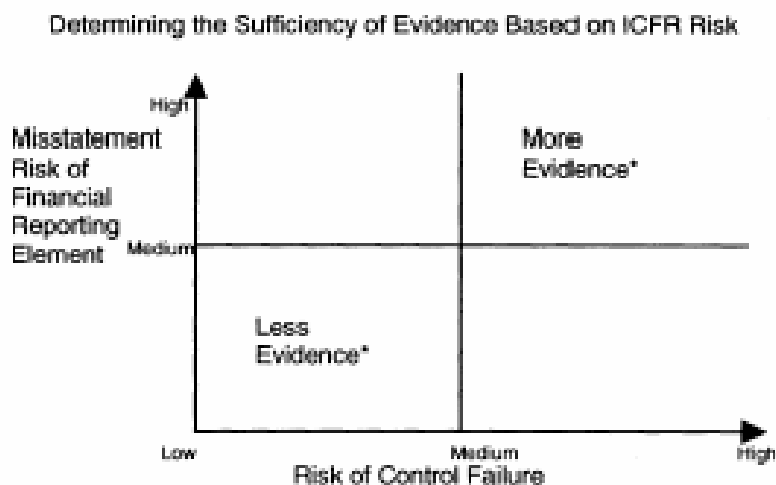 Determining the Sufficiency of Evidence Based on ICFR Risk
High
Misstatement
Risk of
Financial
Reporting
Element
Medium
More
Evidence*
Less
Evidence*
Low
Medium
High
Risk of Control Failure